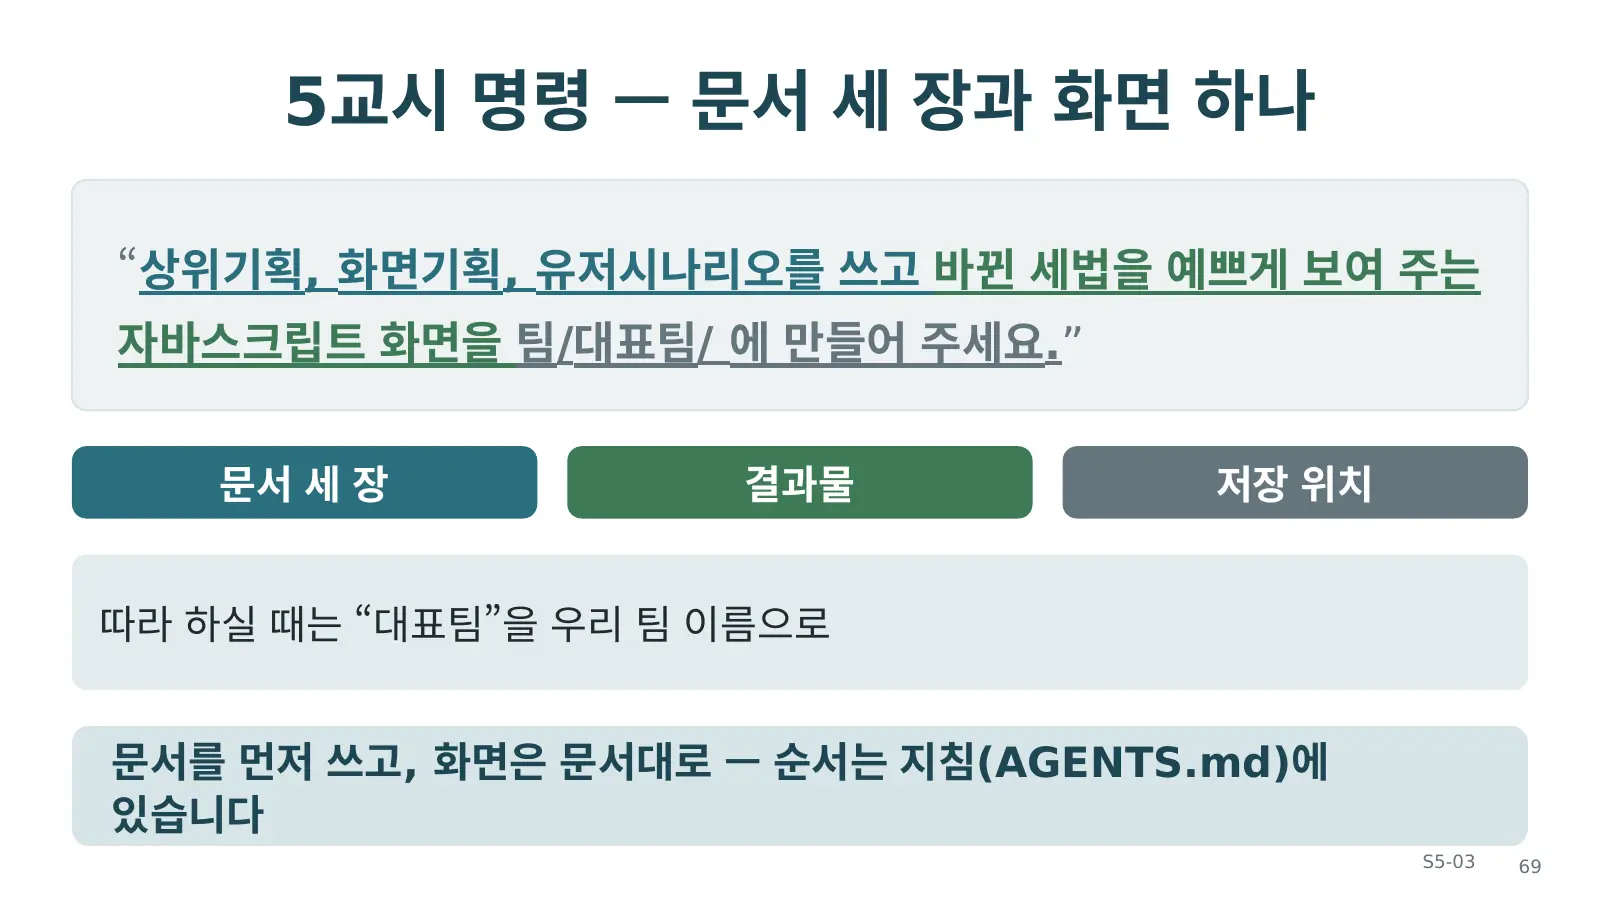 5교시 명령 — 문서 세 장과 화면 하나
“상위기획, 화면기획, 유저시나리오를 쓰고 바뀐 세법을 예쁘게 보여 주는
자바스크립트 화면을 팀/대표팀/ 에 만들어 주세요.”
문서 세 장
결과물
저장 위치
따라 하실 때는 “대표팀”을 우리 팀 이름으로
문서를 먼저 쓰고, 화면은 문서대로 — 순서는 지침(AGENTS.md)에
있습니다
S5-03
69